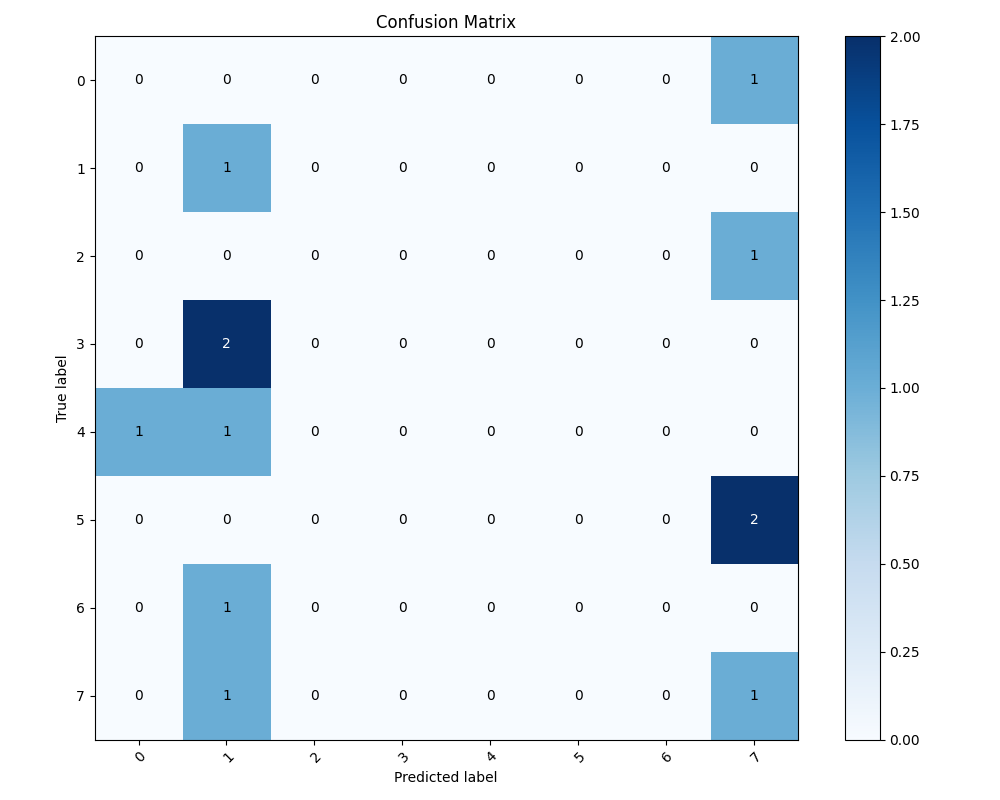 Confusion Matrix
0 0 0 0 0 0 0 0 1
1 0 1 0 0 0 0 0 0
2 0 0 0 0 0 0 0 1
3 0 2 0 0 0 0 0 0
4 1 1 0 0 0 0 0 0
5 0 0 0 0 0 0 0 2
6 0 1 0 0 0 0 0 0
7 0 1 0 0 0 0 0 1
0 1 2 3 4 5 6 7
True label
Predicted label
2.00
1.75
1.50
1.25
1.00
0.75
0.50
0.25
0.00